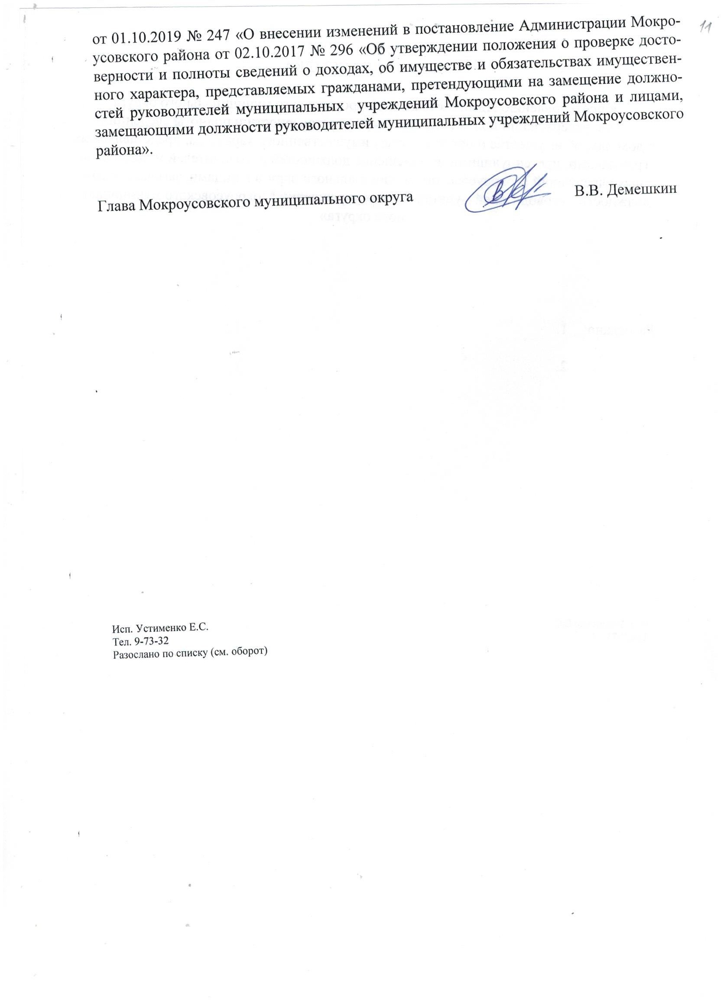 11
от 01.10.2019 № 247 «О внесении изменений в постановление Администрации Мокро-
усовского района от 02.10.2017 № 296 «Об утверждении положения о проверке досто-
верности и полноты сведений о доходах, об имуществе и обязательствах имуществен-
ного характера, представляемых гражданами, претендующими на замещение должно-
стей руководителей муниципальных учреждений Мокроусовского района и лицами,
замещающими должности руководителей муниципальных учреждений Мокроусовского
района».
Глава Мокроусовского муниципального округа В.В. Демешкин
Исп. Устименко Е.С.
Тел. 9-73-32
Разослано по списку (см. оборот)